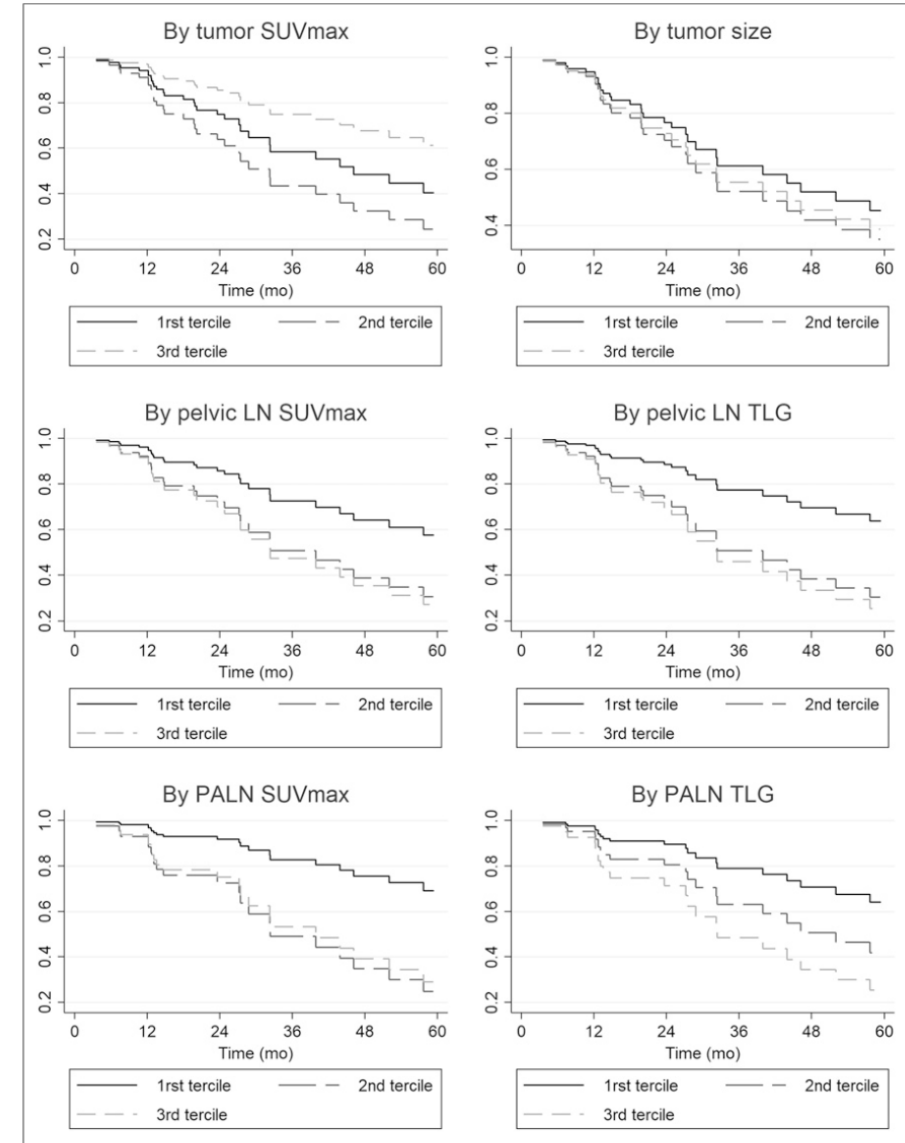 By tumor SUVmax
1.0
0.8
0.6
0.4
0.2
0 12 24 36 48 60
Time (mo)
1rst tercile 2nd tercile
3rd tercile
By tumor size
1.0
0.8
0.6
0.4
0 12 24 36 48 60
Time (mo)
1rst tercile 2nd tercile
3rd tercile
By pelvic LN SUVmax
1.0
0.8
0.6
0.4
0.2
0 12 24 36 48 60
Time (mo)
1rst tercile 2nd tercile
3rd tercile
By pelvic LN TLG
1.0
0.8
0.6
0.4
0.2
0 12 24 36 48 60
Time (mo)
1rst tercile 2nd tercile
3rd tercile
By PALN SUVmax
1.0
0.8
0.6
0.4
0.2
0 12 24 36 48 60
Time (mo)
1rst tercile 2nd tercile
3rd tercile
By PALN TLG
1.0
0.8
0.6
0.4
0.2
0 12 24 36 48 60
Time (mo)
1rst tercile 2nd tercile
3rd tercile